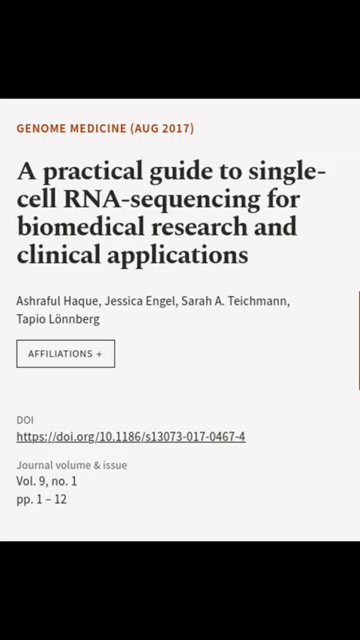 GENOME MEDICINE (AUG 2017)
A practical guide to single-
cell RNA-sequencing for
biomedical research and
clinical applications
Ashraful Haque, Jessica Engel, Sarah A. Teichmann,
Tapio Lönnberg
AFFILIATIONS +
DOI
https://doi.org/10.1186/s13073-017-0467-4
Journal volume & issue
Vol. 9, no. 1
pp. 1 – 12